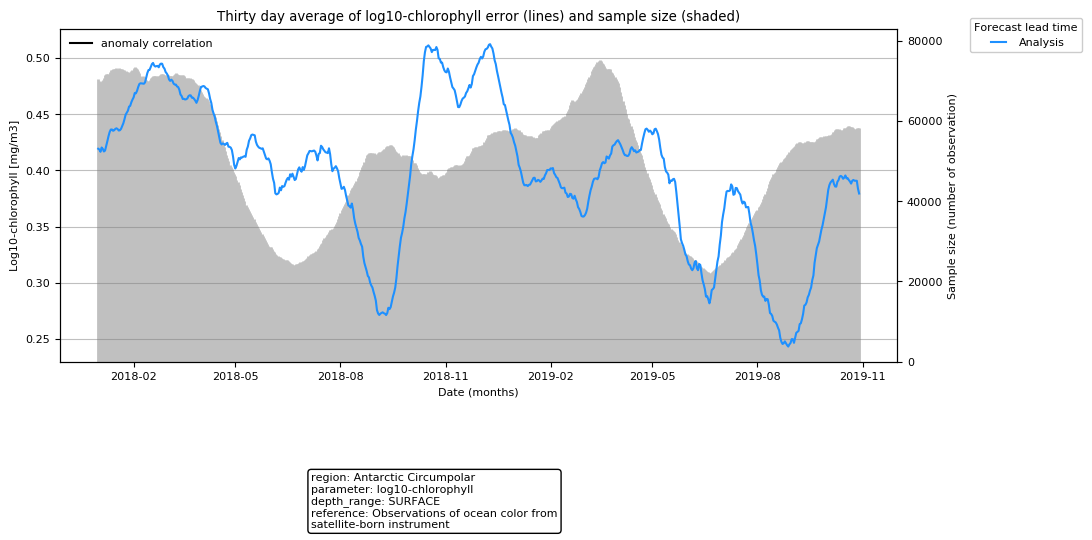 Thirty day average of log10-chlorophyll error (lines) and sample size (shaded)
Forecast lead time
Analysis
anomaly correlation
Log10-chlorophyll [mg/m3]
0.50
0.45
0.40
0.35
0.30
0.25
80000
60000
40000
20000
0
Sample size (number of observation)
2018-02 2018-05 2018-08 2018-11 2019-02 2019-05 2019-08 2019-11
Date (months)
region: Antarctic Circumpolar
parameter: log10-chlorophyll
depth_range: SURFACE
reference: Observations of ocean color from
satellite-born instrument